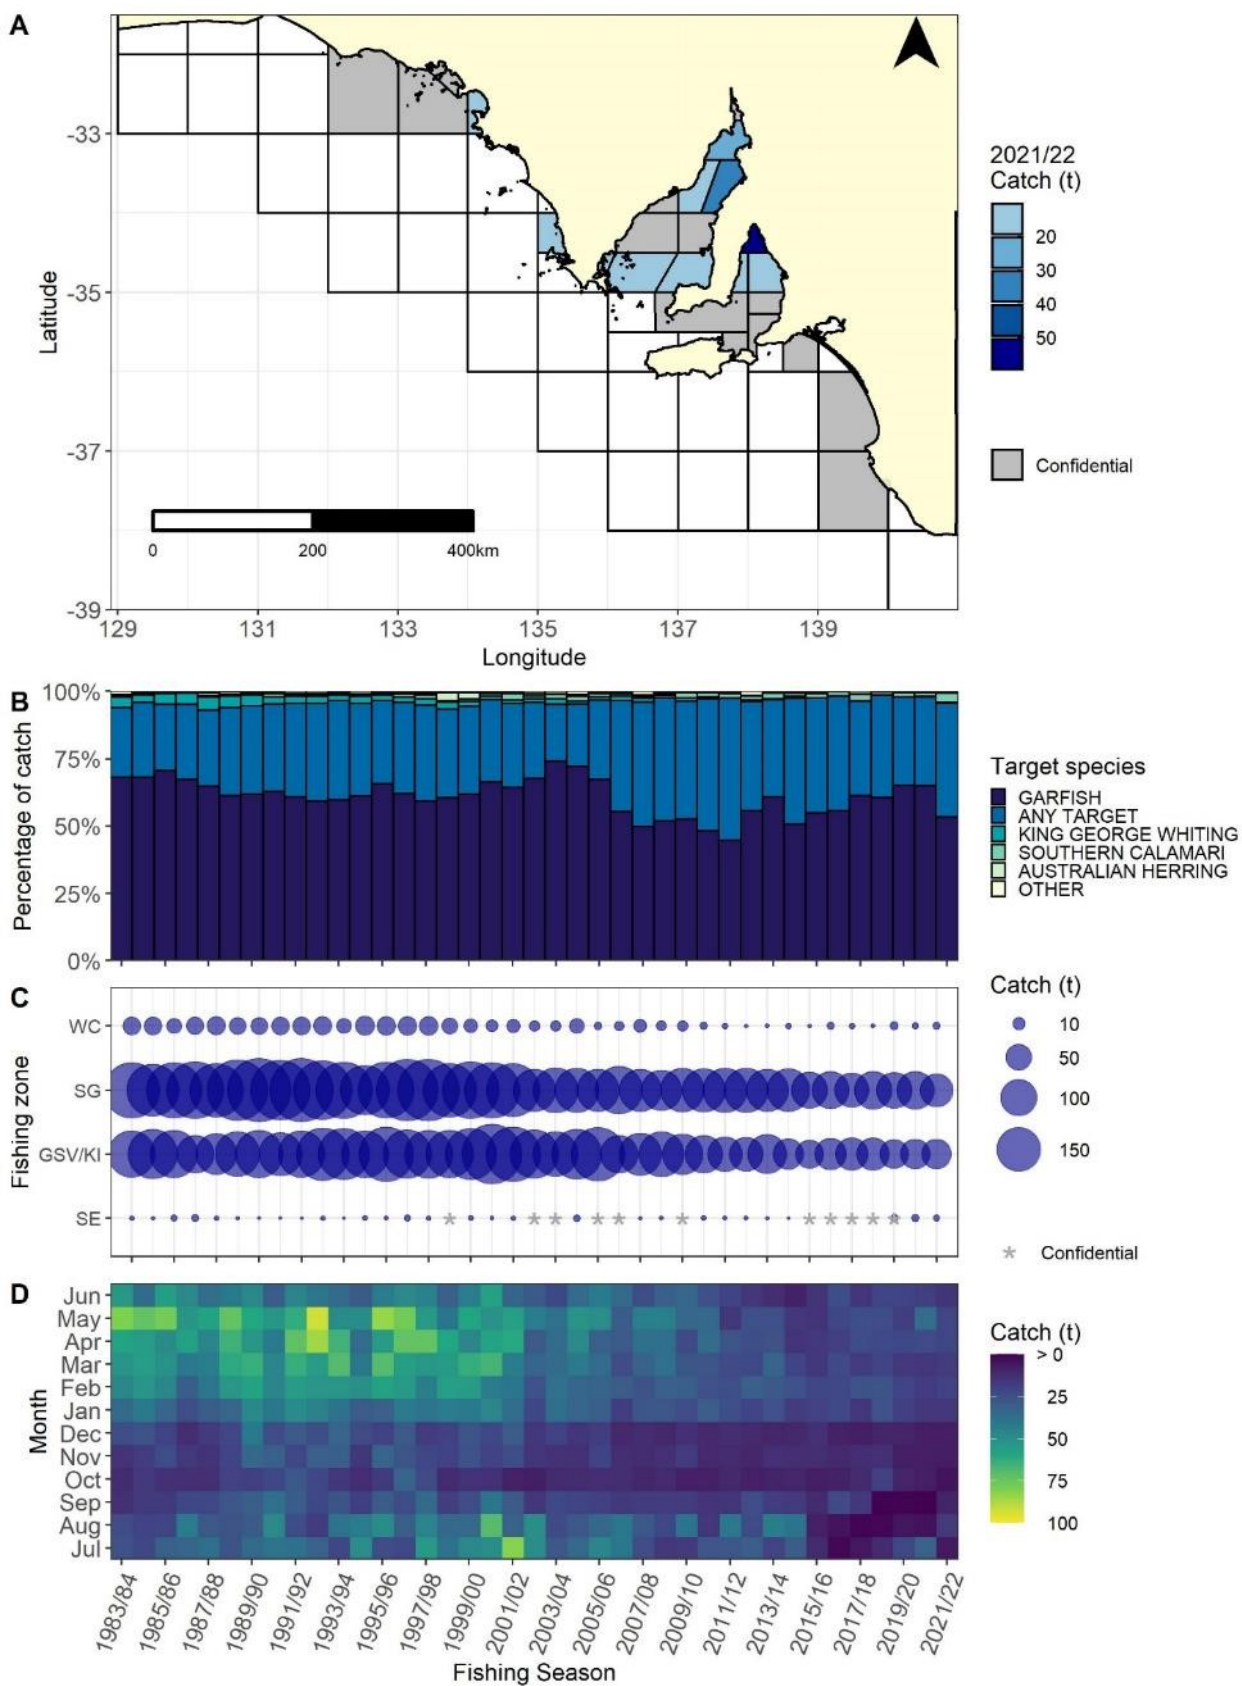 A
2021/22
Catch (t)
20
30
40
50
Confidential
Latitude
-33
-35
-37
-39
0
200
400km
129
131
133
135
137
139
Longitude
B
Percentage of catch
100%
75%
50%
25%
0%
Target species
GARFISH
ANY TARGET
KING GEORGE WHITING
SOUTHERN CALAMARI
AUSTRALIAN HERRING
OTHER
C
Fishing zone
WC
SG
GSV/KI
SE
Catch (t)
10
50
100
150
* Confidential
D
Month
Jun
May
Apr
Mar
Feb
Jan
Dec
Nov
Oct
Sep
Aug
Jul
Catch (t)
> 0
25
50
75
100
1983/84
1985/86
1987/88
1989/90
1991/92
1993/94
1995/96
1997/98
1999/00
2001/02
2003/04
2005/06
2007/08
2009/10
2011/12
2013/14
2015/16
2017/18
2019/20
2021/22
Fishing Season